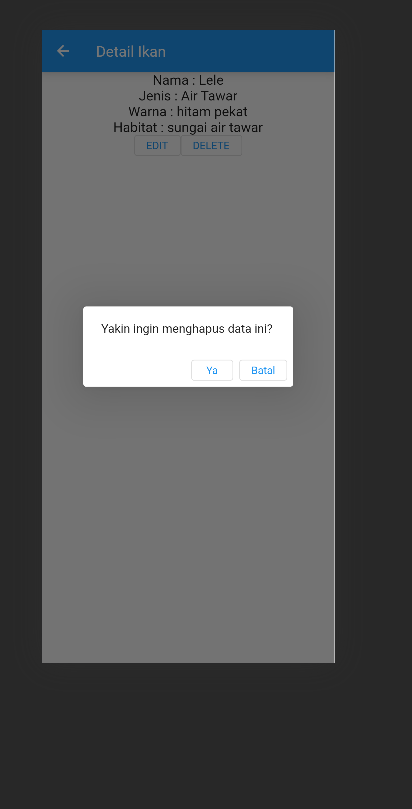 Detail Ikan
Nama : Lele
Jenis : Air Tawar
Warna : hitam pekat
Habitat : sungai air tawar
EDIT DELETE
Yakin ingin menghapus data ini?
Ya Batal